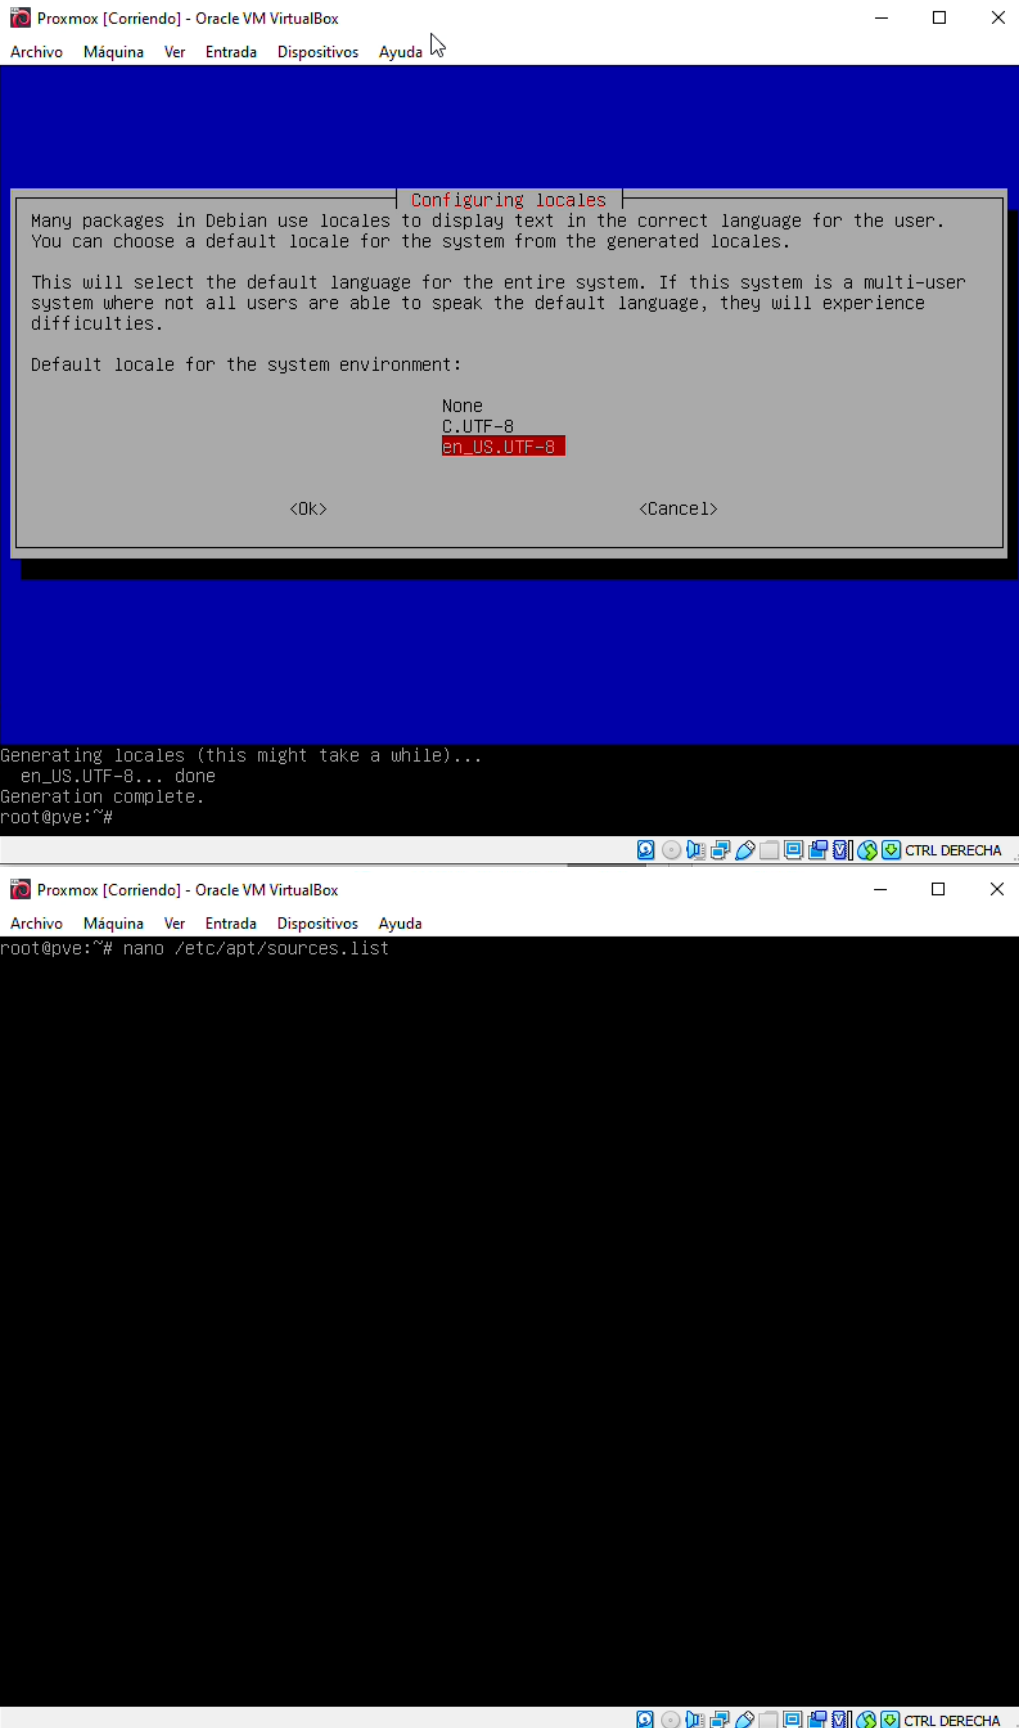 Proxmox [Corriendo] - Oracle VM VirtualBox
Archivo Máquina Ver Entrada Dispositivos Ayuda
Configuring locales
Many packages in Debian use locales to display text in the correct language for the user.
You can choose a default locale for the system from the generated locales.
This will select the default language for the entire system. If this system is a multi-user
system where not all users are able to speak the default language, they will experience
difficulties.
Default locale for the system environment:
None
C.UTF-8
en_US.UTF-8
<Ok> <Cancel>
Generating locales (this might take a while)...
en_US.UTF-8... done
Generation complete.
root@pve:~#
CTRL DERECHA
Proxmox [Corriendo] - Oracle VM VirtualBox
Archivo Máquina Ver Entrada Dispositivos Ayuda
root@pve:~# nano /etc/apt/sources.list
CTRL DERECHA